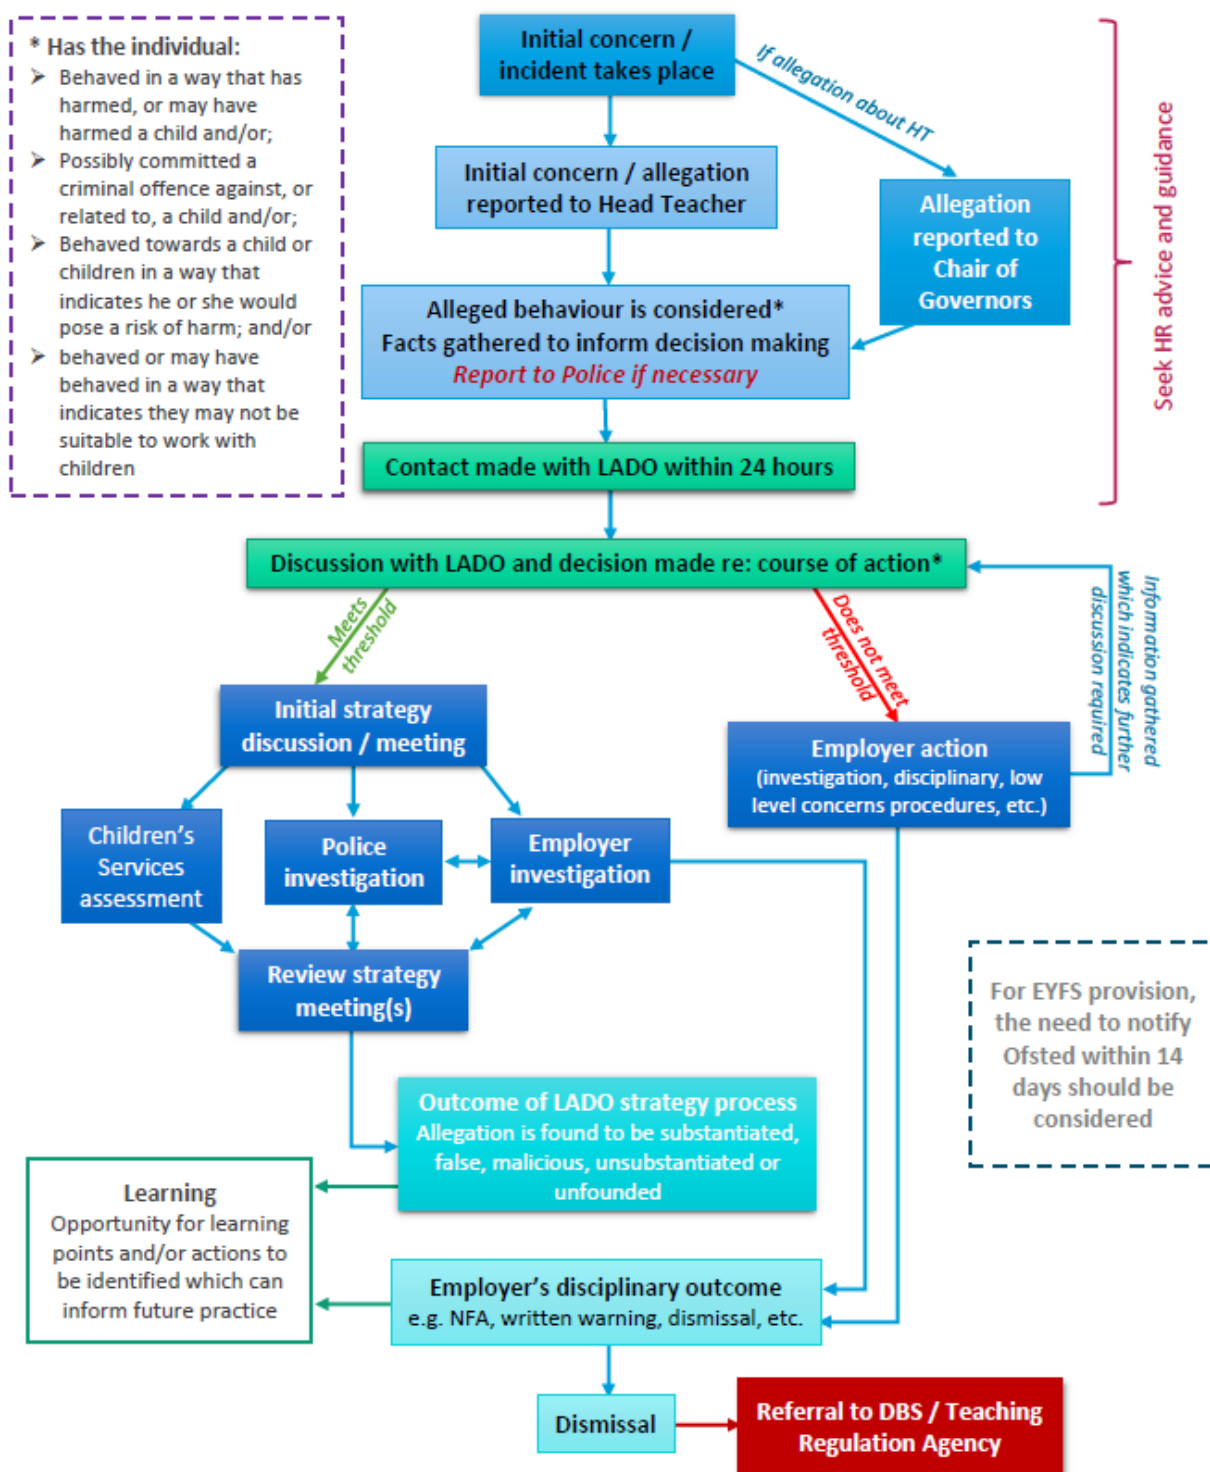 * Has the individual:
➤ Behaved in a way that has
harmed, or may have
harmed a child and/or;
➤ Possibly committed a
criminal offence against, or
related to, a child and/or;
➤ Behaved towards a child or
children in a way that
indicates he or she would
pose a risk of harm; and/or
➤ behaved or may have
behaved in a way that
indicates they may not be
suitable to work with
children
Initial concern /
incident takes place
If allegation about HT
Initial concern / allegation
reported to Head Teacher
Allegation
reported to
Chair of
Governors
Seek HR advice and guidance
Alleged behaviour is considered*
Facts gathered to inform decision making
Report to Police if necessary
Contact made with LADO within 24 hours
Discussion with LADO and decision made re: course of action*
Meets
threshold
Does not meet
threshold
Information gathered
which indicates further
discussion required
Initial strategy
discussion / meeting
Employer action
(investigation, disciplinary, low
level concerns procedures, etc.)
Children's
Services
assessment
Police
investigation
Employer
investigation
Review strategy
meeting(s)
For EYFS provision,
the need to notify
Ofsted within 14
days should be
considered
Outcome of LADO strategy process
Allegation is found to be substantiated,
false, malicious, unsubstantiated or
unfounded
Learning
Opportunity for learning
points and/or actions to
be identified which can
inform future practice
Employer's disciplinary outcome
e.g. NFA, written warning, dismissal, etc.
Dismissal
Referral to DBS / Teaching
Regulation Agency